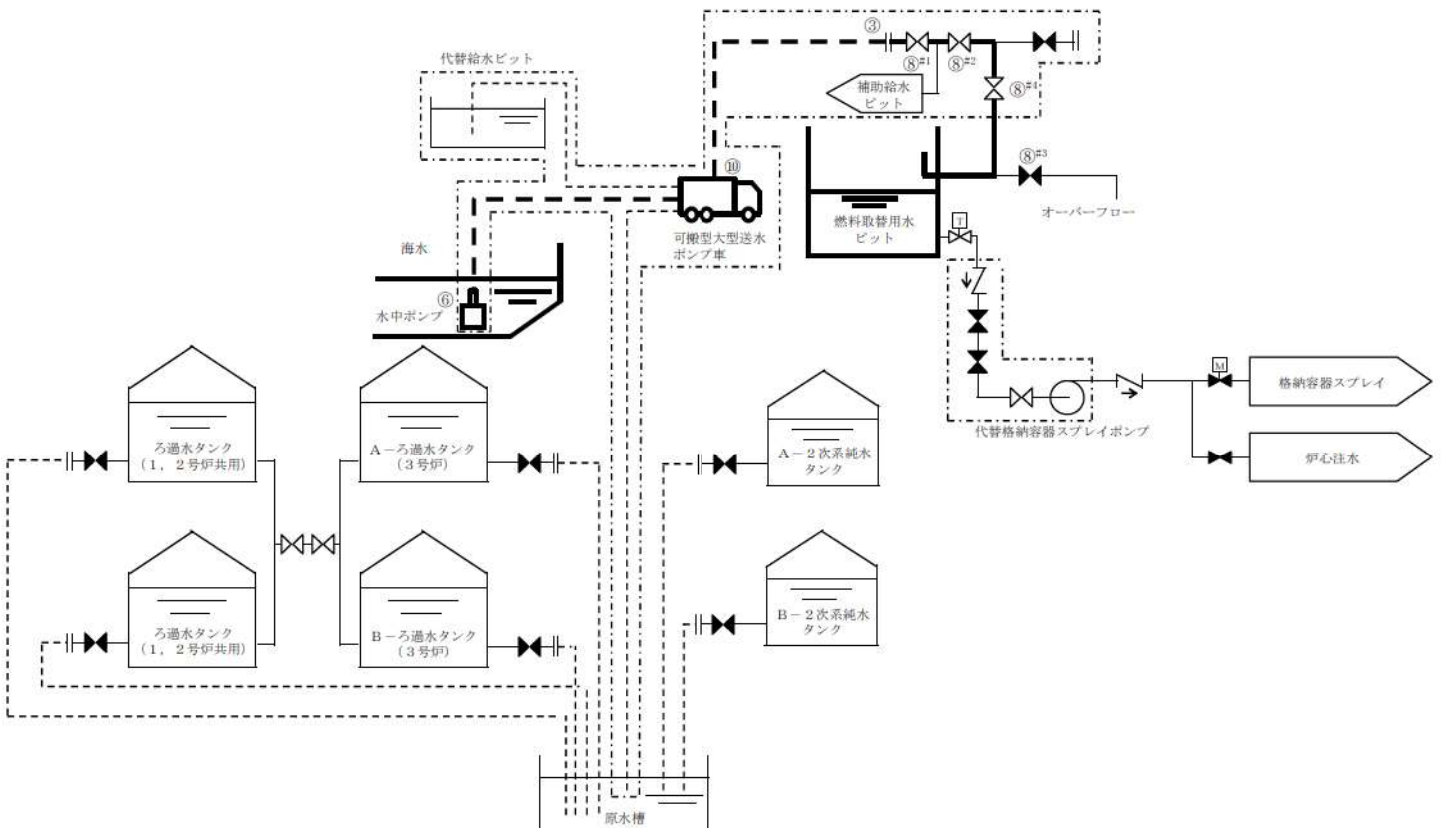 ③
⑧#1
⑧#2
代替給水ピット
補助給水
ピット
⑧#4
⑩
⑧#3
オーバーフロー
燃料取替用水
ピット
T
可搬型大型送水
ポンプ車
海水
⑥
水中ポンプ
M
格納容器スプレイ
代替格納容器スプレイポンプ
炉心注水
ろ過水タンク
(1,2号炉共用)
A-ろ過水タンク
(3号炉)
A-2次系純水
タンク
ろ過水タンク
(1,2号炉共用)
B-ろ過水タンク
(3号炉)
B-2次系純水
タンク
原水槽